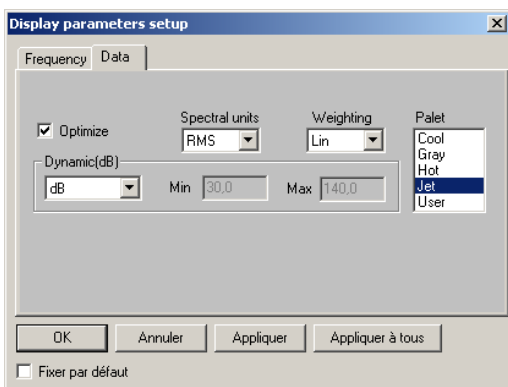 Display parameters setup
Frequency Data
Optimize
Spectral units
RMS
Weighting
Lin
Palet
Cool
Gray
Hot
Jet
User
Dynamic(dB)
dB
Min 30,0
Max 140,0
OK Annuler Appliquer Appliquer à tous
Fixer par défaut